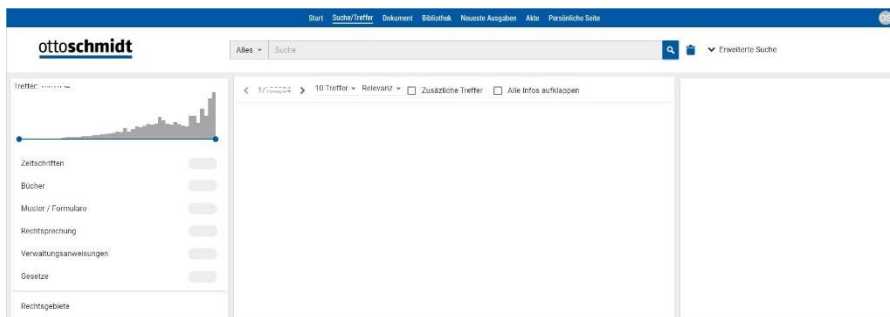 Start Suche/Treffer Dokument Bibliothek Neueste Ausgaben Akte Persönliche Seite
ottoschmidt
Alles Suche Erweiterte Suche
Treffer:
10 Treffer Relevanz Zusäzliche Treffer Alle Infos aufklappen
Zeitschriften
Bücher
Muster / Formulare
Rechtsprechung
Verwaltungsanweisungen
Gesetze
Rechtsgebiete